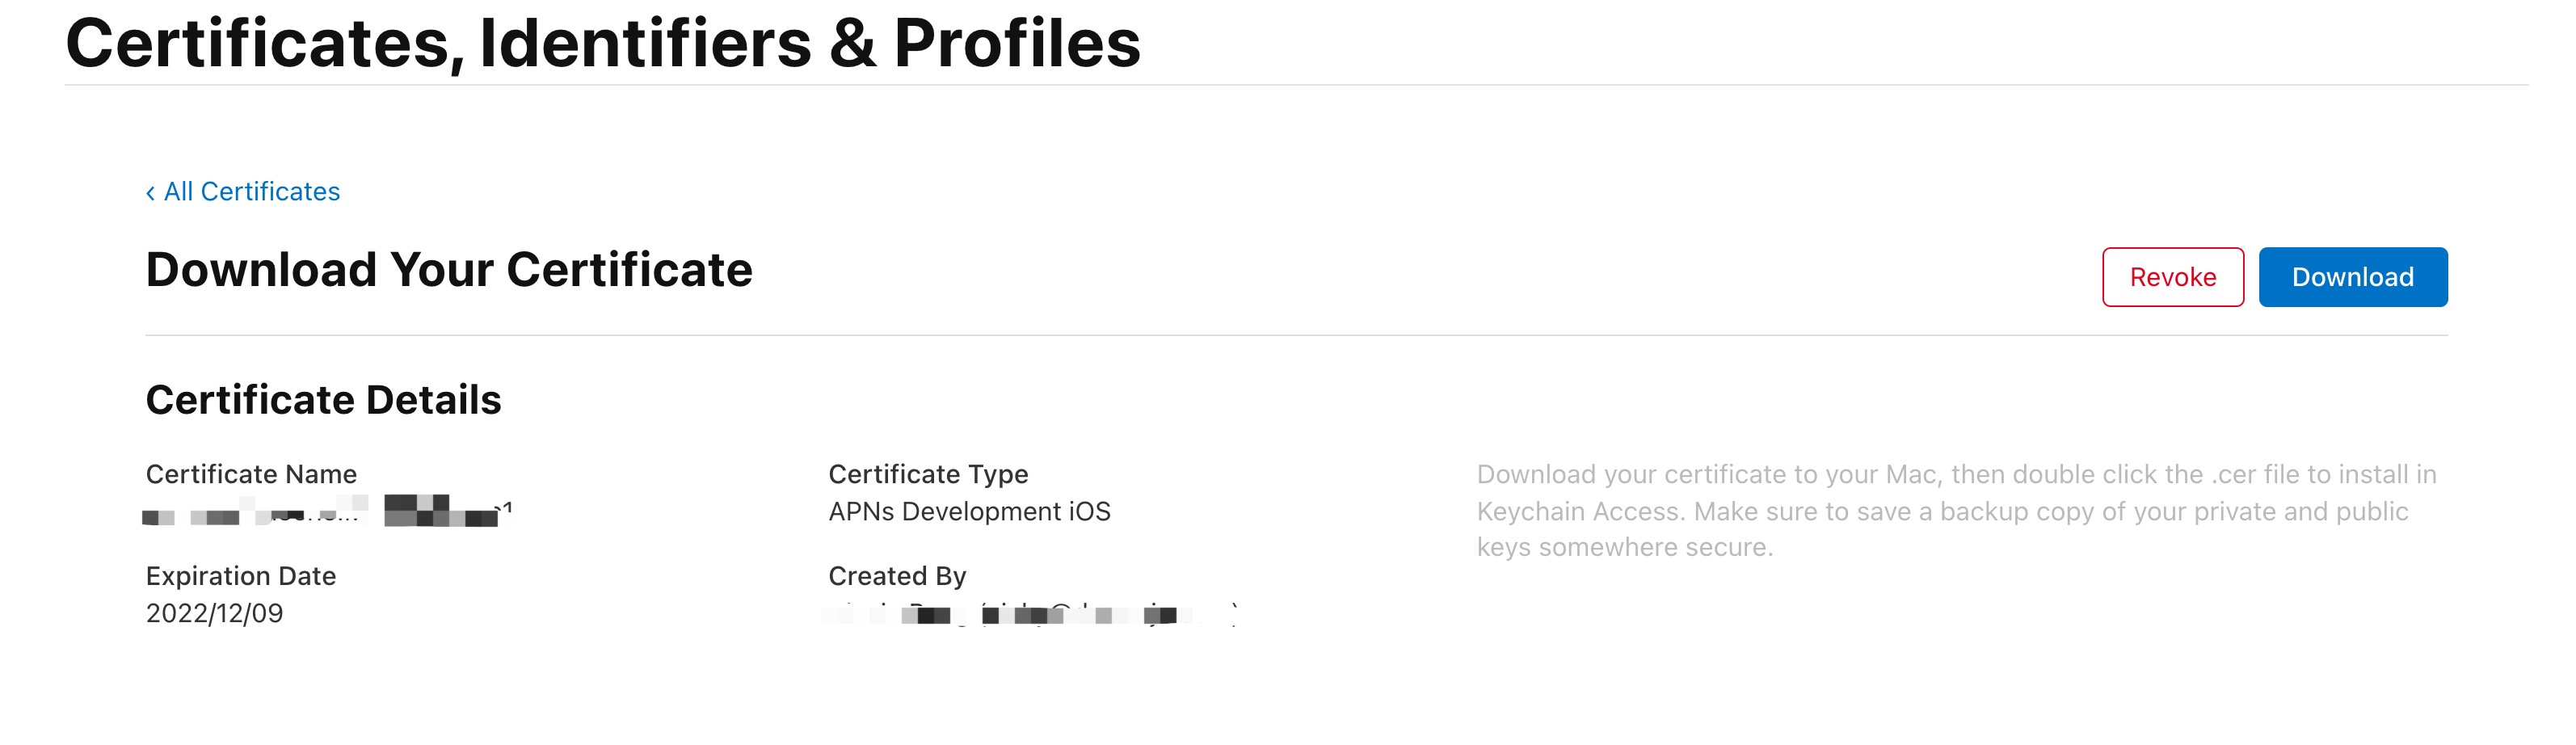 Certificates, Identifiers & Profiles
‹ All Certificates
Download Your Certificate
Revoke
Download
Certificate Details
Certificate Name
Expiration Date
2022/12/09
Certificate Type
APNs Development iOS
Created By
Download your certificate to your Mac, then double click the .cer file to install in
Keychain Access. Make sure to save a backup copy of your private and public
keys somewhere secure.